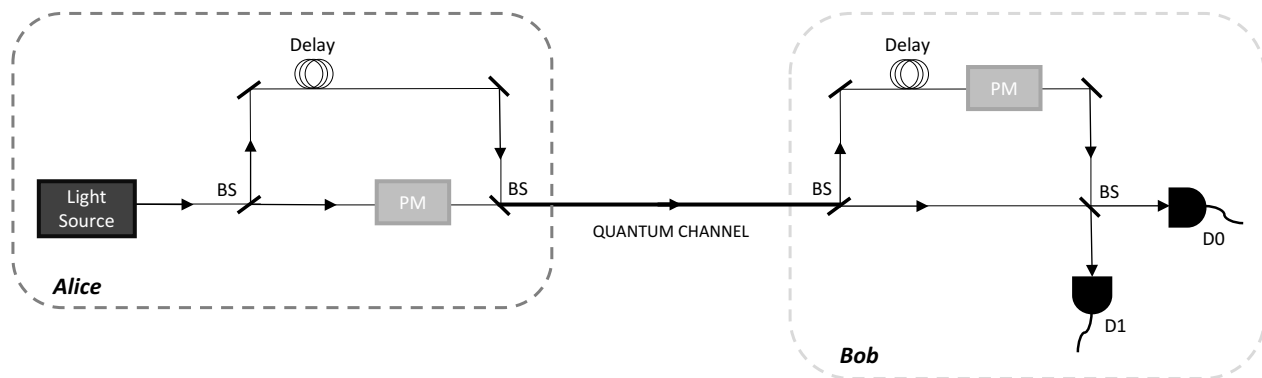 Delay
Delay
PM
BS
BS
BS
BS
Light
Source
PM
D0
QUANTUM CHANNEL
Alice
D1
Bob